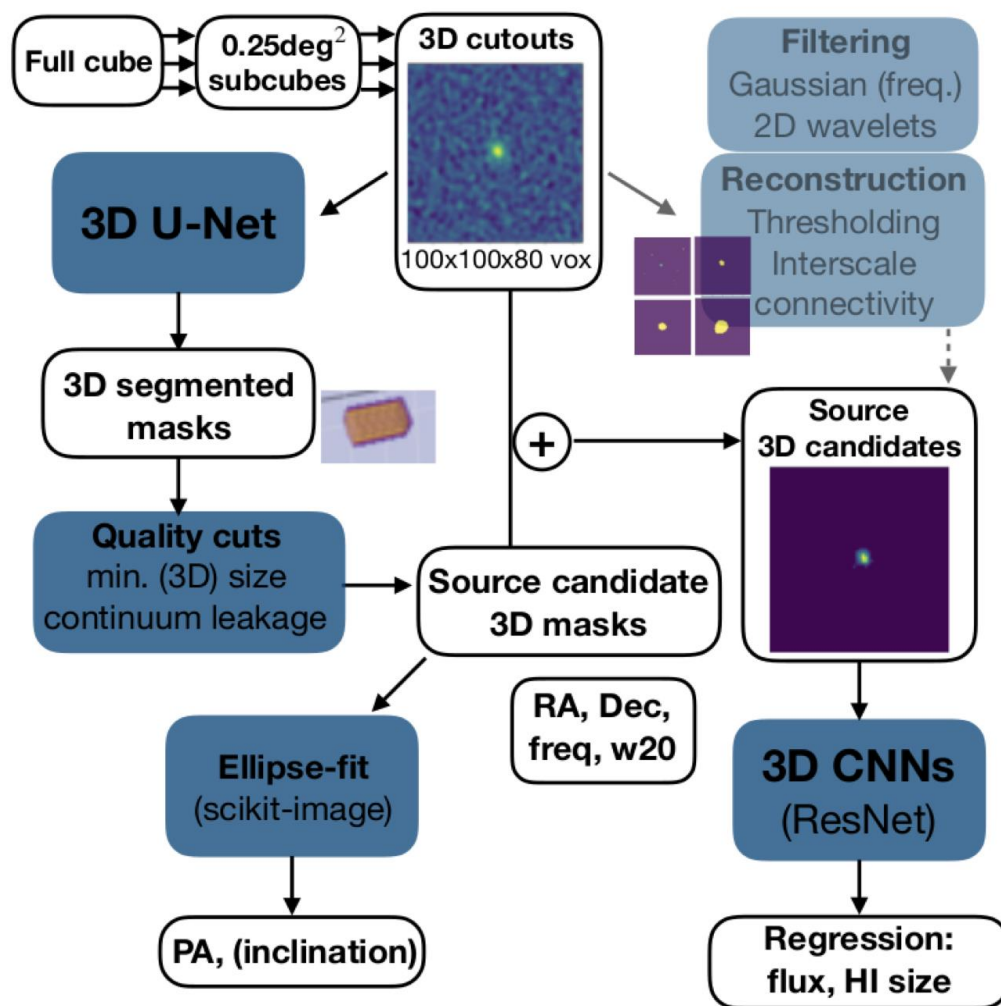 Full cube
0.25deg²
subcubes
3D cutouts
100x100x80 vox
Filtering
Gaussian (freq.)
2D wavelets
Reconstruction
Thresholding
Interscale
connectivity
3D U-Net
3D segmented
masks
Quality cuts
min. (3D) size
continuum leakage
+
Source candidate
3D masks
Source
3D candidates
RA, Dec,
freq, w20
Ellipse-fit
(scikit-image)
PA, (inclination)
3D CNNs
(ResNet)
Regression:
flux, HI size